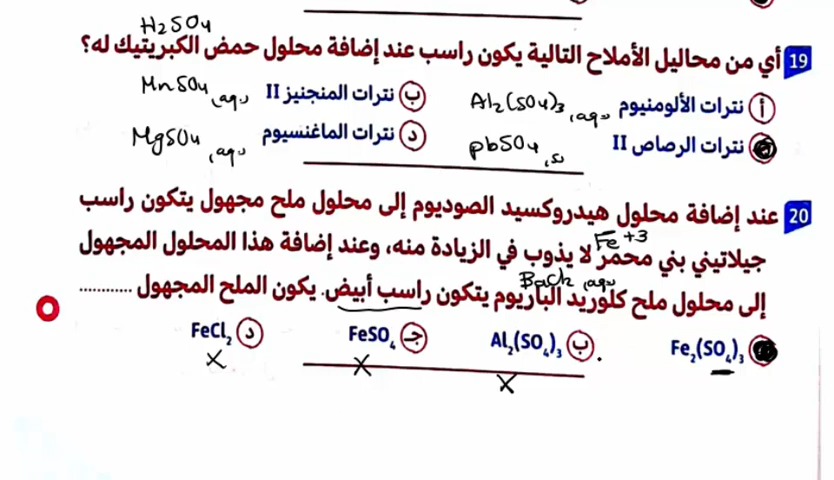 H2SO4
19 أي من محاليل الأملاح التالية يكون راسب عند إضافة محلول حمض الكبريتيك له؟
أ نترات الألومنيوم Al2(SO4)3(aq) ب نترات المنجنيز II MnSO4(aq)
نترات الرصاص II pbSO4(s) د نترات الماغنسيوم MgSO4(aq)
20 عند إضافة محلول هيدروكسيد الصوديوم إلى محلول ملح مجهول يتكون راسب
جيلاتيني بني محمر لا يذوب في الزيادة منه، وعند إضافة هذا المحلول المجهول
Fe+3
إلى محلول ملح كلوريد الباريوم يتكون راسب أبيض. يكون الملح المجهول ............
(aq)
Fe₂(SO₄)₃ ب Al₂(SO₄)₃ جـ FeSO₄ د FeCl₂
X X X